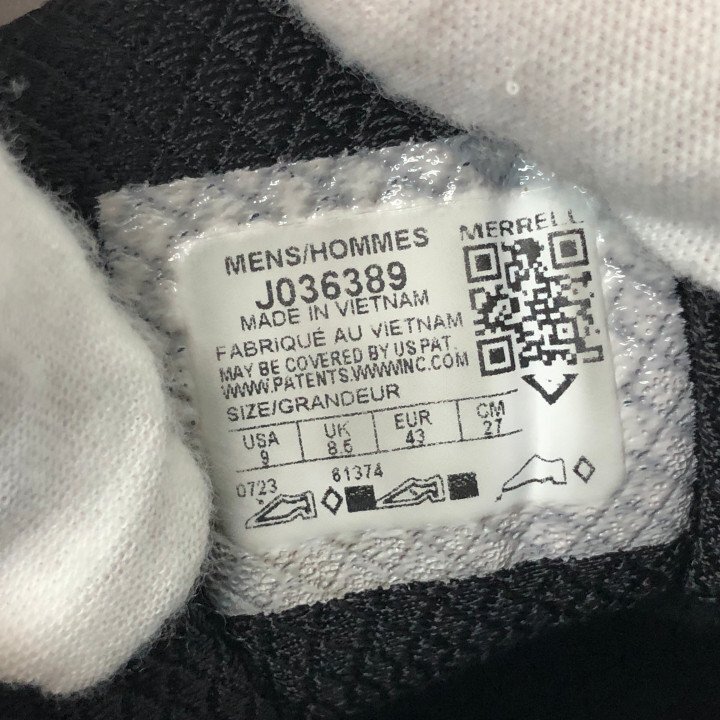 MERRELL
MENS/HOMMES
J036389
MADE IN VIETNAM
FABRIQUÉ AU VIETNAM
MAY BE COVERED BY US PAT.
WWW.PATENTS.WWWINC.COM
SIZE/GRANDEUR
USA UK EUR CM
9 8.5 43 27
0723 61374